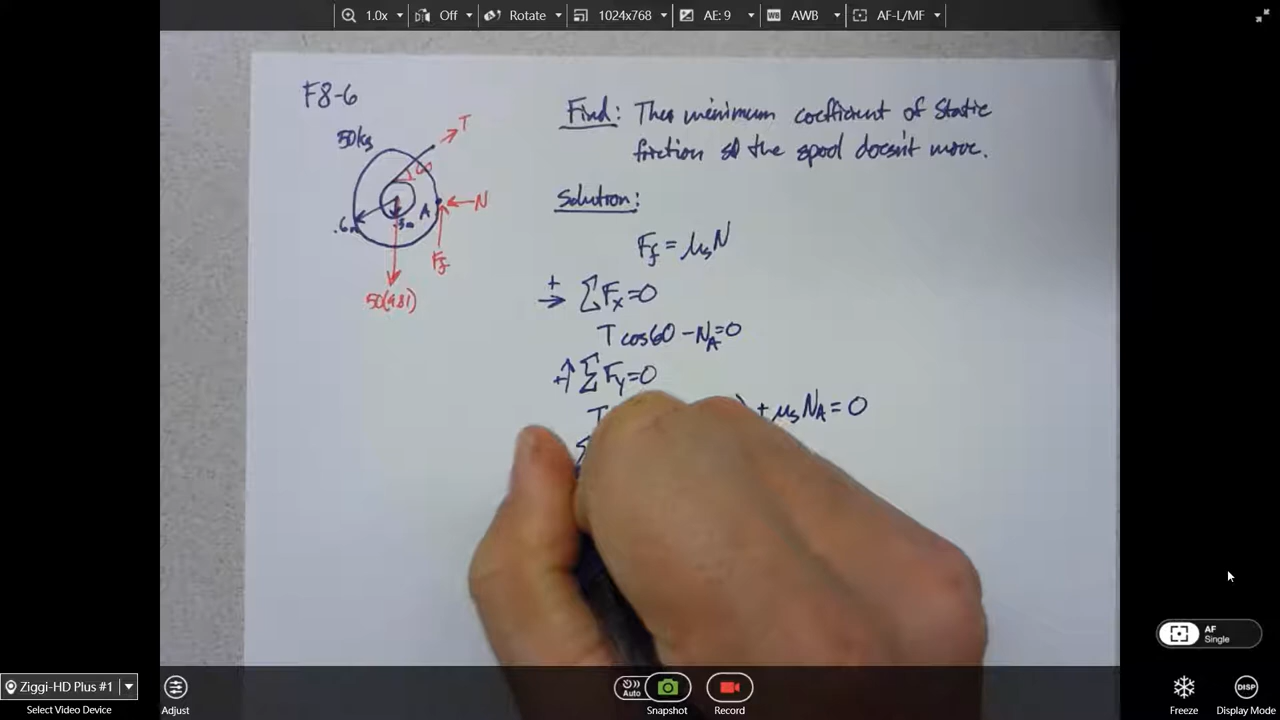 1.0x Off Rotate 1024x768 AE: 9 WB AWB AF-L/MF
F8-6
50kg
T
60
N
A
.6m
.3m
Ff
50(9.81)
Find: The minimum coefficient of static
friction so the spool doesn't move.
Solution:
Ff = μsN
+→ ΣFx=0
T cos60 - NA=0
+↑ ΣFy=0
T + μsNA = 0
AF
Single
Ziggi-HD Plus #1
Select Video Device
Adjust
Auto
Snapshot
Record
Freeze
DISP
Display Mode